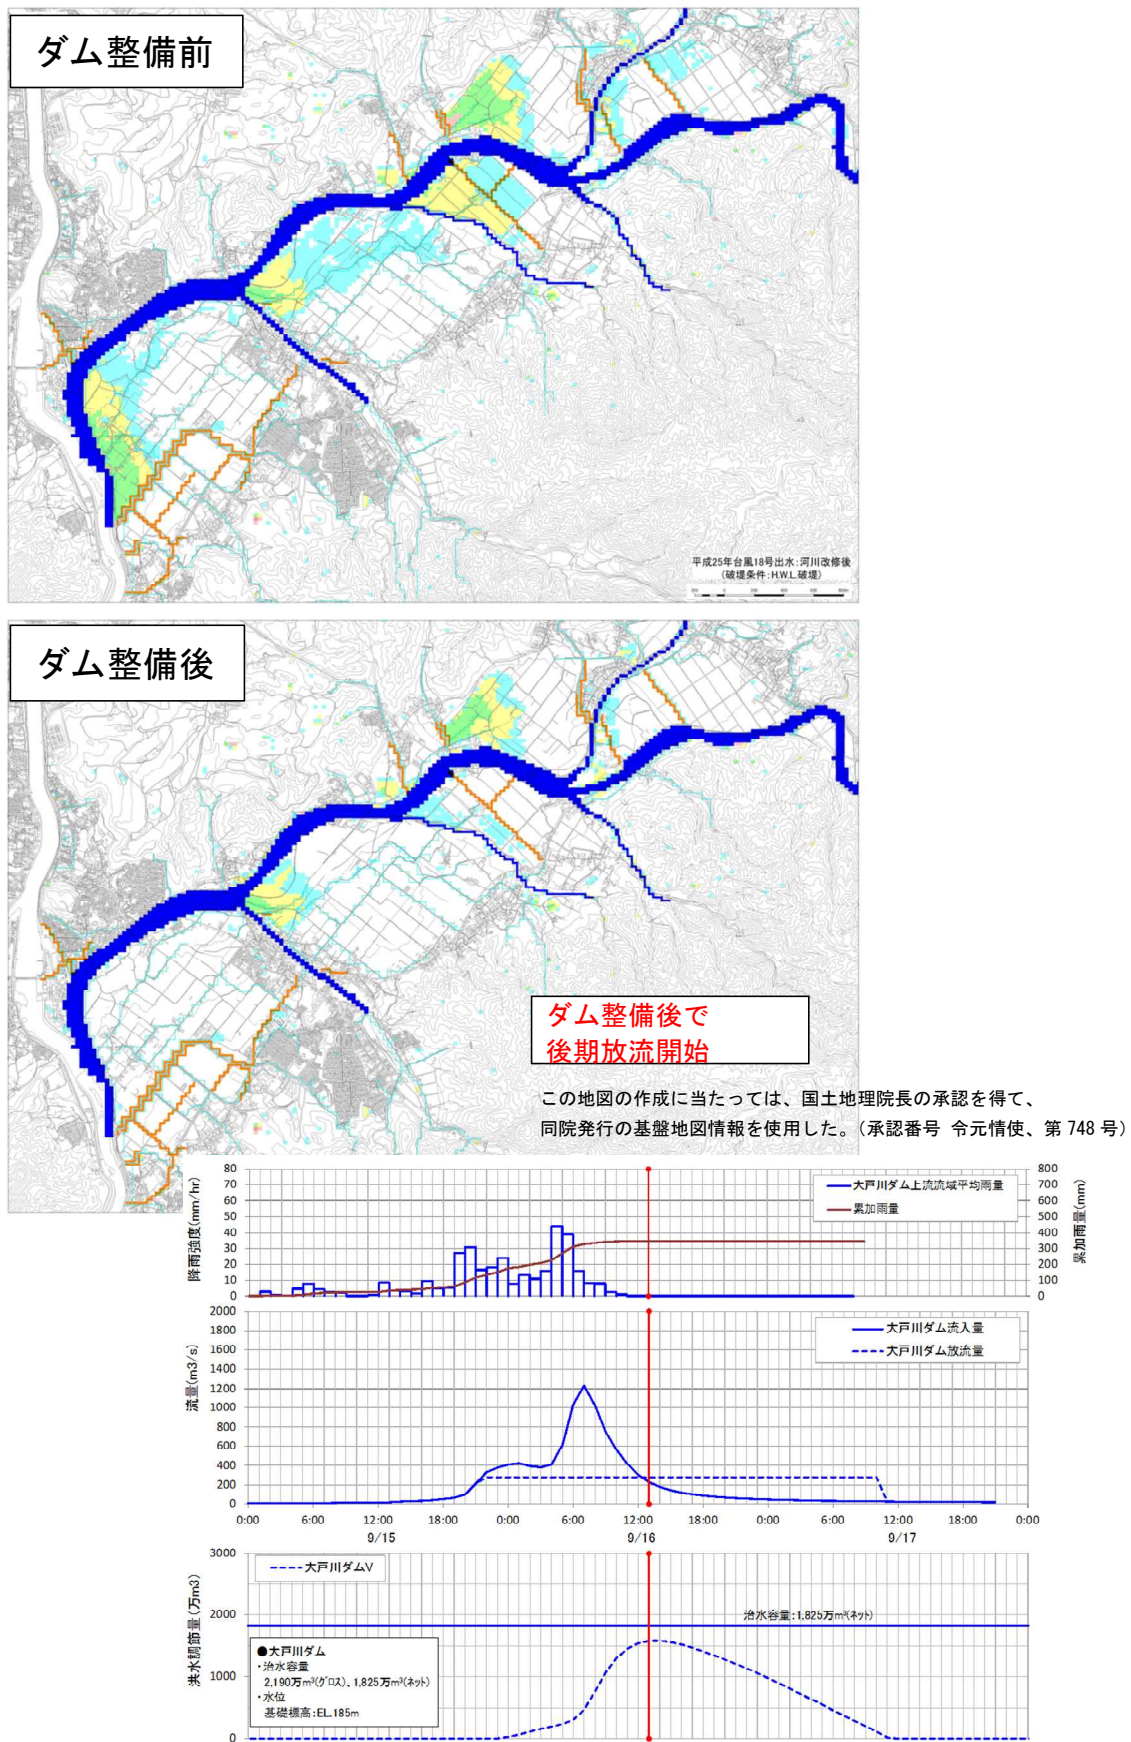 ダム整備前
平成25年台風18号出水:河川改修後
(破堤条件:H.W.L.破堤)
ダム整備後
ダム整備後で
後期放流開始
この地図の作成に当たっては、国土地理院長の承認を得て、
同院発行の基盤地図情報を使用した。(承認番号 令元情使、第 748 号)
降雨強度(mm/hr)
80
70
60
50
40
30
20
10
0
大戸川ダム上流流域平均雨量
累加雨量
800
700
600
500
400
300
200
100
0
累加雨量(mm)
流量(m3/s)
2000
1800
1600
1400
1200
1000
800
600
400
200
0
大戸川ダム流入量
大戸川ダム放流量
0:00 6:00 12:00 18:00 0:00 6:00 12:00 18:00 0:00 6:00 12:00 18:00 0:00
9/15 9/16 9/17
洪水調節量(万m3)
3000
2000
1000
0
大戸川ダムV
治水容量:1,825万m³(ネット)
●大戸川ダム
・治水容量
2,190万m³(グロス)、1,825万m³(ネット)
・水位
基礎標高:EL.185m